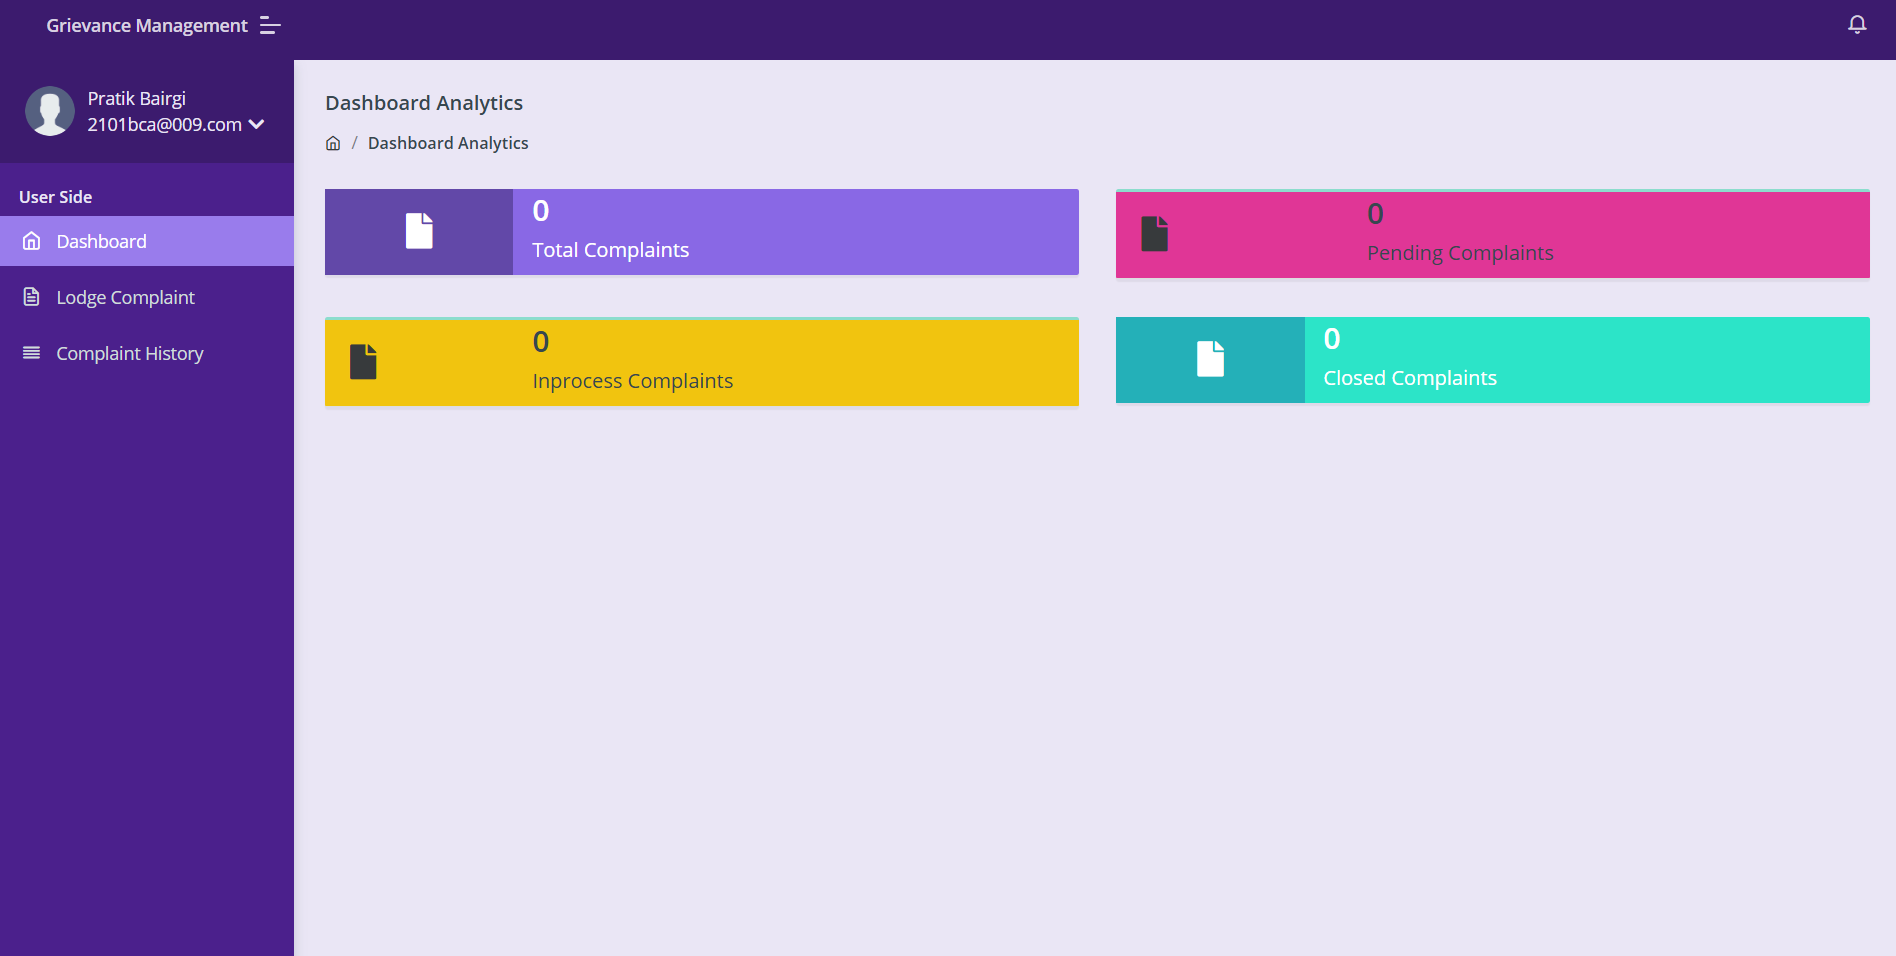 Grievance Management
Pratik Bairgi
2101bca@009.com
User Side
Dashboard
Lodge Complaint
Complaint History
Dashboard Analytics
/ Dashboard Analytics
0
Total Complaints
0
Pending Complaints
0
Inprocess Complaints
0
Closed Complaints